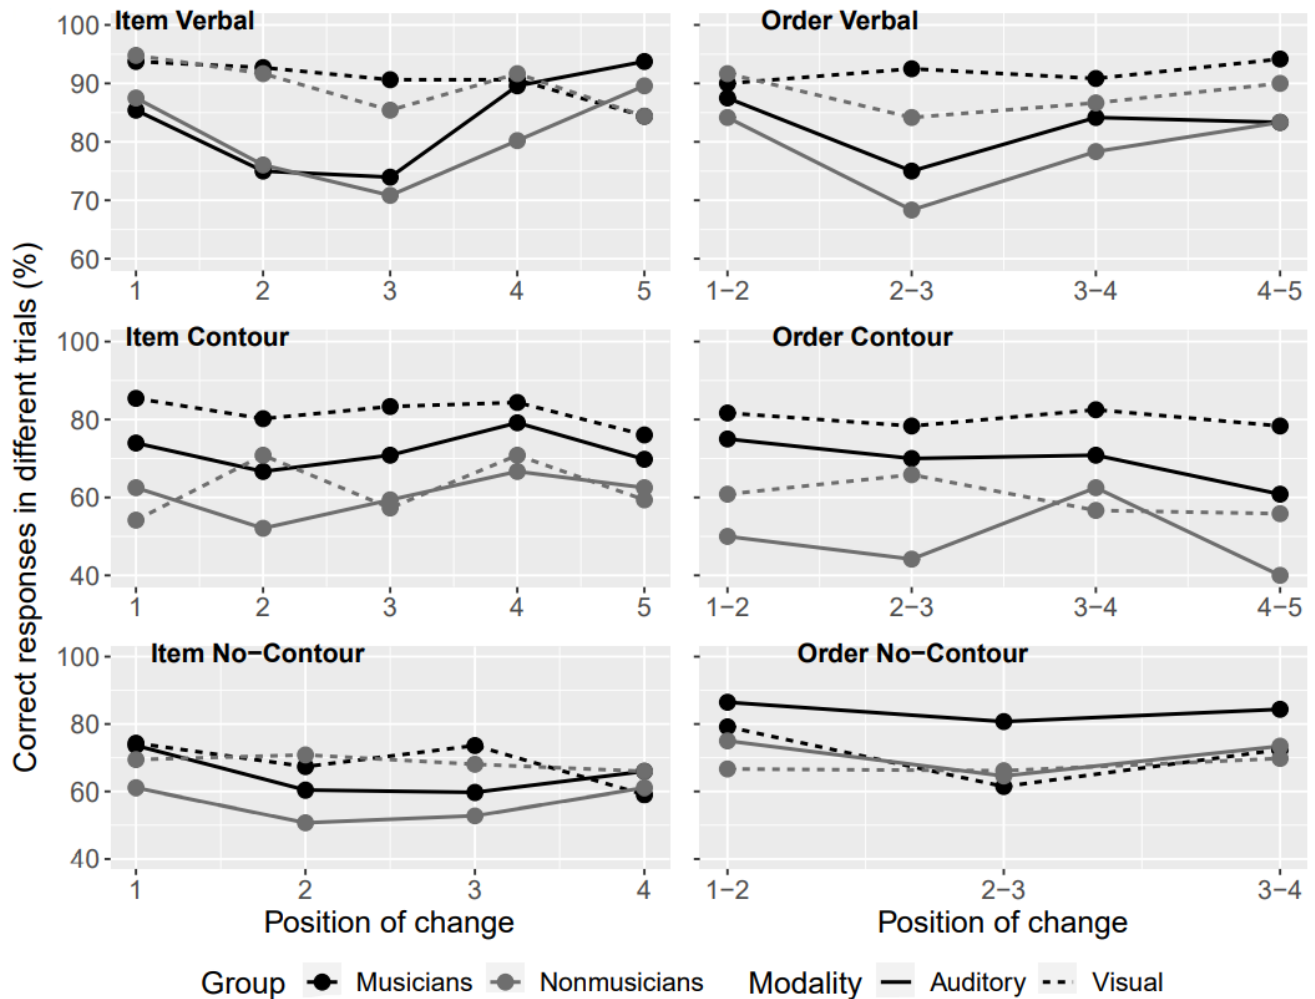 Item Verbal
Order Verbal
100
90
80
70
60
1 2 3 4 5
1−2 2−3 3−4 4−5
Item Contour
Order Contour
100
80
60
40
1 2 3 4 5
1−2 2−3 3−4 4−5
Item No−Contour
Order No−Contour
100
80
60
40
1 2 3 4
1−2 2−3 3−4
Correct responses in different trials (%)
Position of change
Position of change
Group Musicians Nonmusicians Modality Auditory Visual